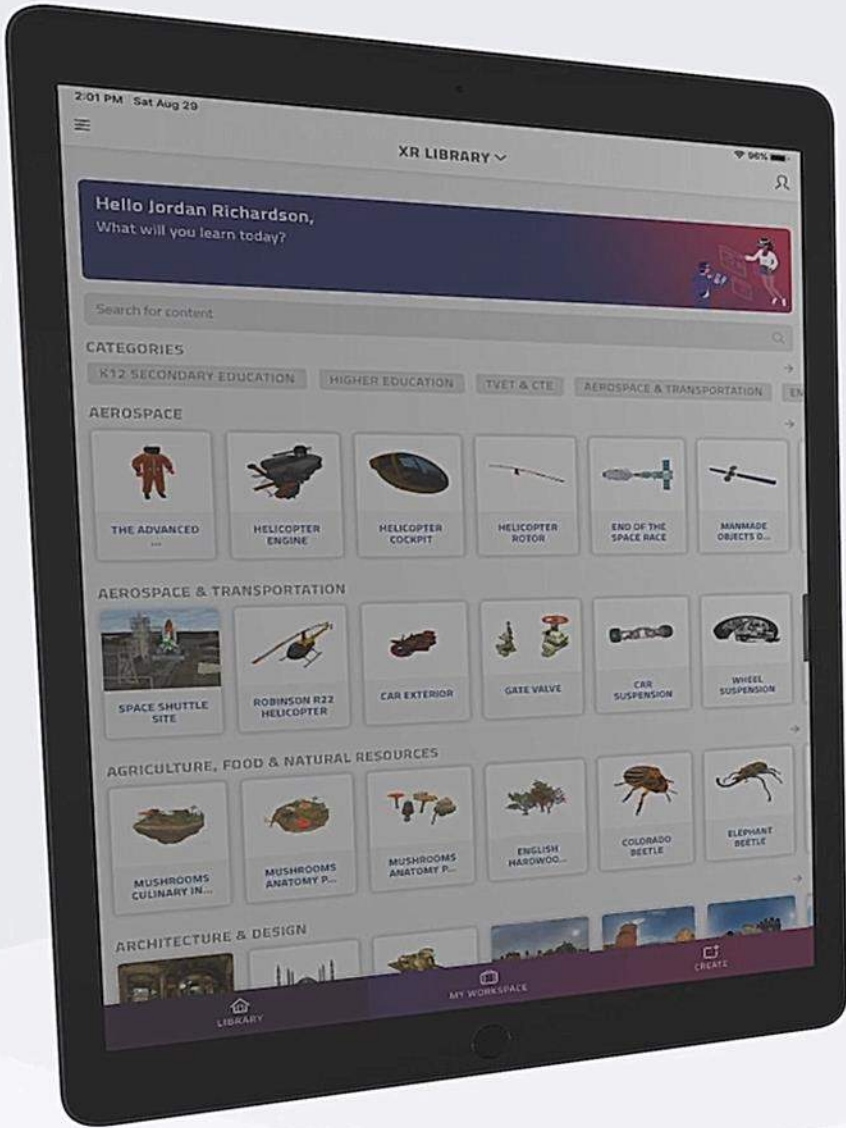 2:01 PM Sat Aug 29
96%
XR LIBRARY
Hello Jordan Richardson,
What will you learn today?
Search for content
CATEGORIES
K12 SECONDARY EDUCATION
HIGHER EDUCATION
TVET & CTE
AEROSPACE & TRANSPORTATION
EN
AEROSPACE
THE ADVANCED
...
HELICOPTER
ENGINE
HELICOPTER
COCKPIT
HELICOPTER
ROTOR
END OF THE
SPACE RACE
MANMADE
OBJECTS O...
AEROSPACE & TRANSPORTATION
SPACE SHUTTLE
SITE
ROBINSON R22
HELICOPTER
CAR EXTERIOR
GATE VALVE
CAR
SUSPENSION
WHEEL
SUSPENSION
AGRICULTURE, FOOD & NATURAL RESOURCES
MUSHROOMS
CULINARY IN...
MUSHROOMS
ANATOMY P...
MUSHROOMS
ANATOMY P...
ENGLISH
HARDWOO...
COLORADO
BEETLE
ELEPHANT
BEETLE
ARCHITECTURE & DESIGN
LIBRARY
MY WORKSPACE
CREATE